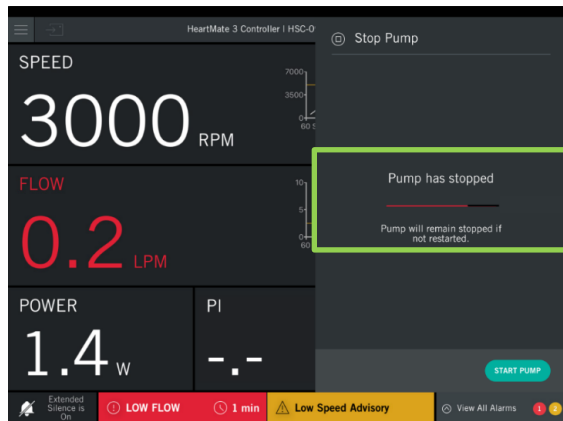 HeartMate 3 Controller | HSC-0
Stop Pump
SPEED
3000 RPM
7000
3500
0
60 S
FLOW
0.2 LPM
10
5
0
60
Pump has stopped
Pump will remain stopped if
not restarted.
POWER
1.4 W
PI
-.-
START PUMP
Extended
Silence is
On
LOW FLOW
1 min
Low Speed Advisory
View All Alarms
1
2